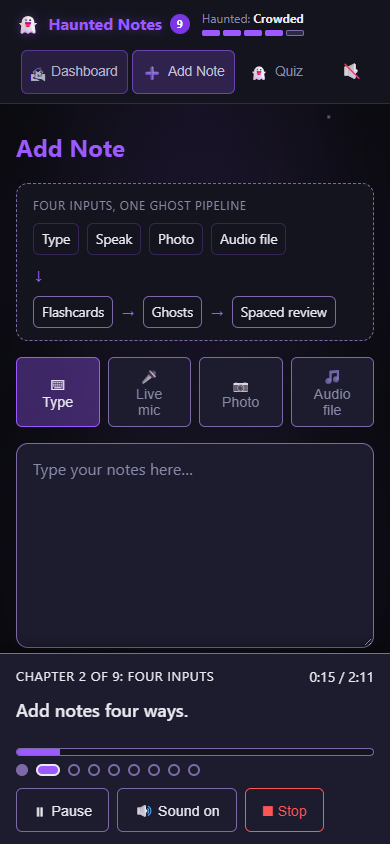 Haunted Notes 9
Haunted: Crowded
Dashboard
Add Note
Quiz
Add Note
FOUR INPUTS, ONE GHOST PIPELINE
Type Speak Photo Audio file
↓
Flashcards → Ghosts → Spaced review
Type
Live mic
Photo
Audio file
Type your notes here...
CHAPTER 2 OF 9: FOUR INPUTS 0:15 / 2:11
Add notes four ways.
Pause
Sound on
Stop